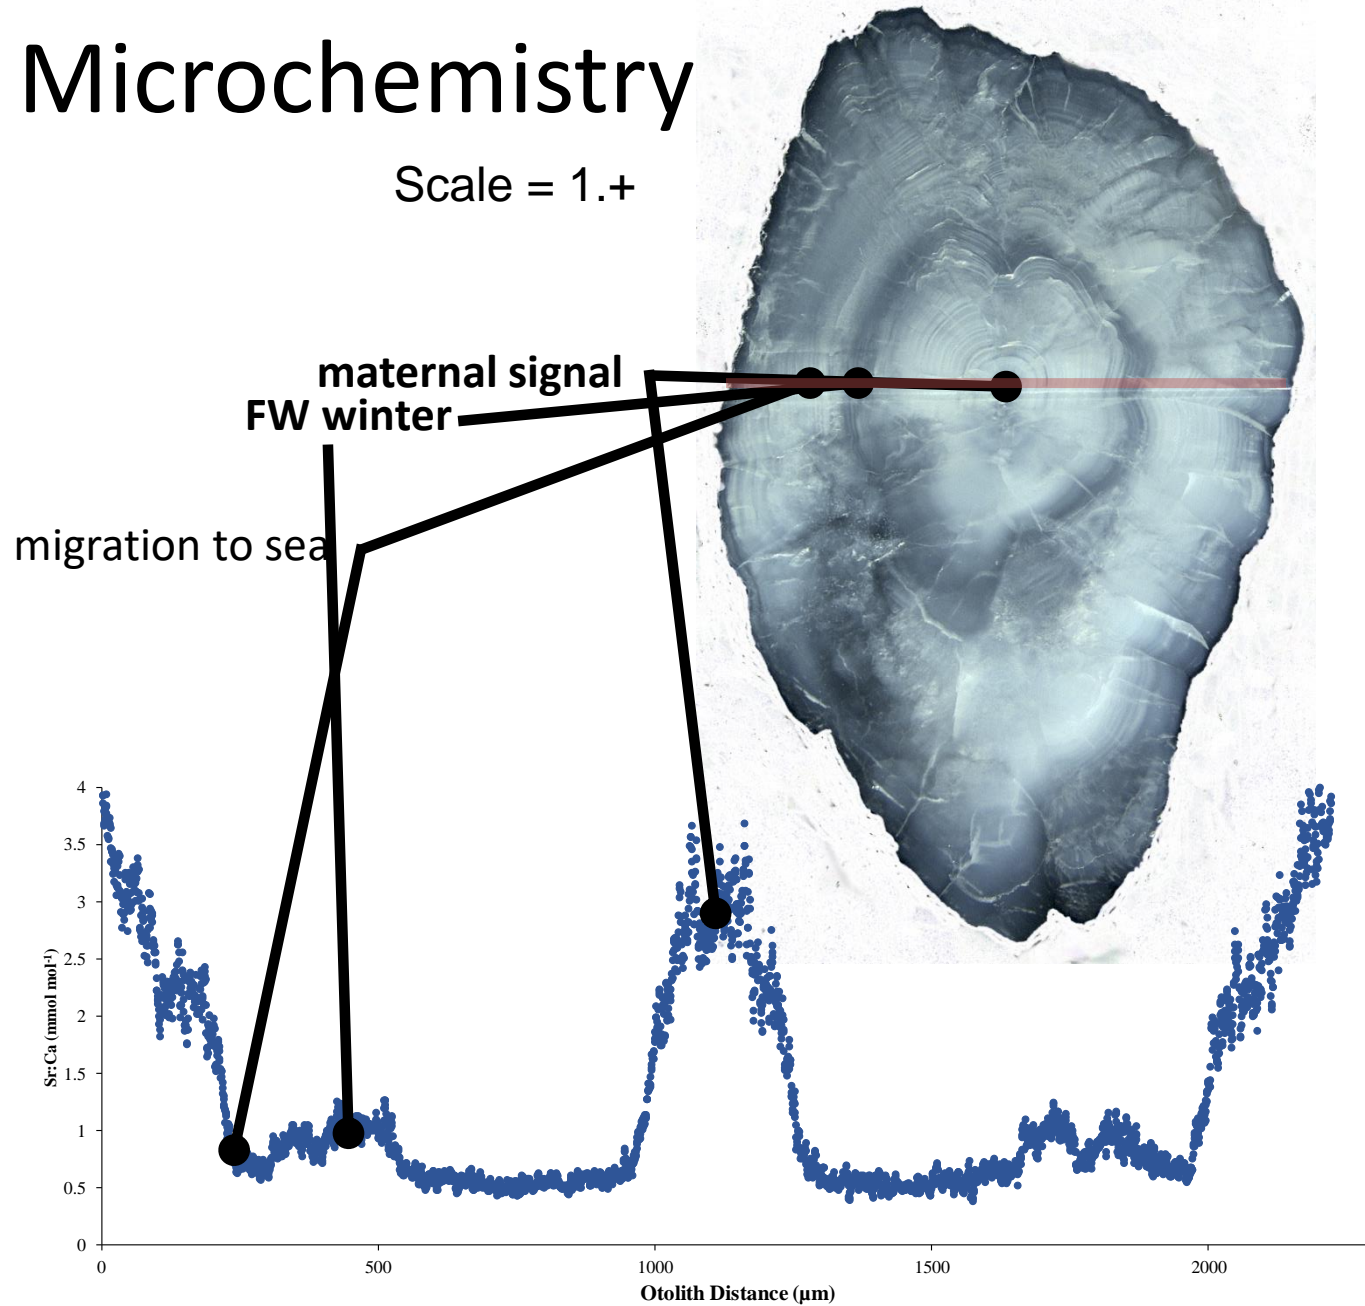 Microchemistry
Scale = 1.+
maternal signal
FW winter
migration to sea
4
3.5
3
2.5
2
1.5
1
0.5
0
Sr:Ca (mmol mol⁻¹)
0 500 1000 1500 2000
Otolith Distance (µm)